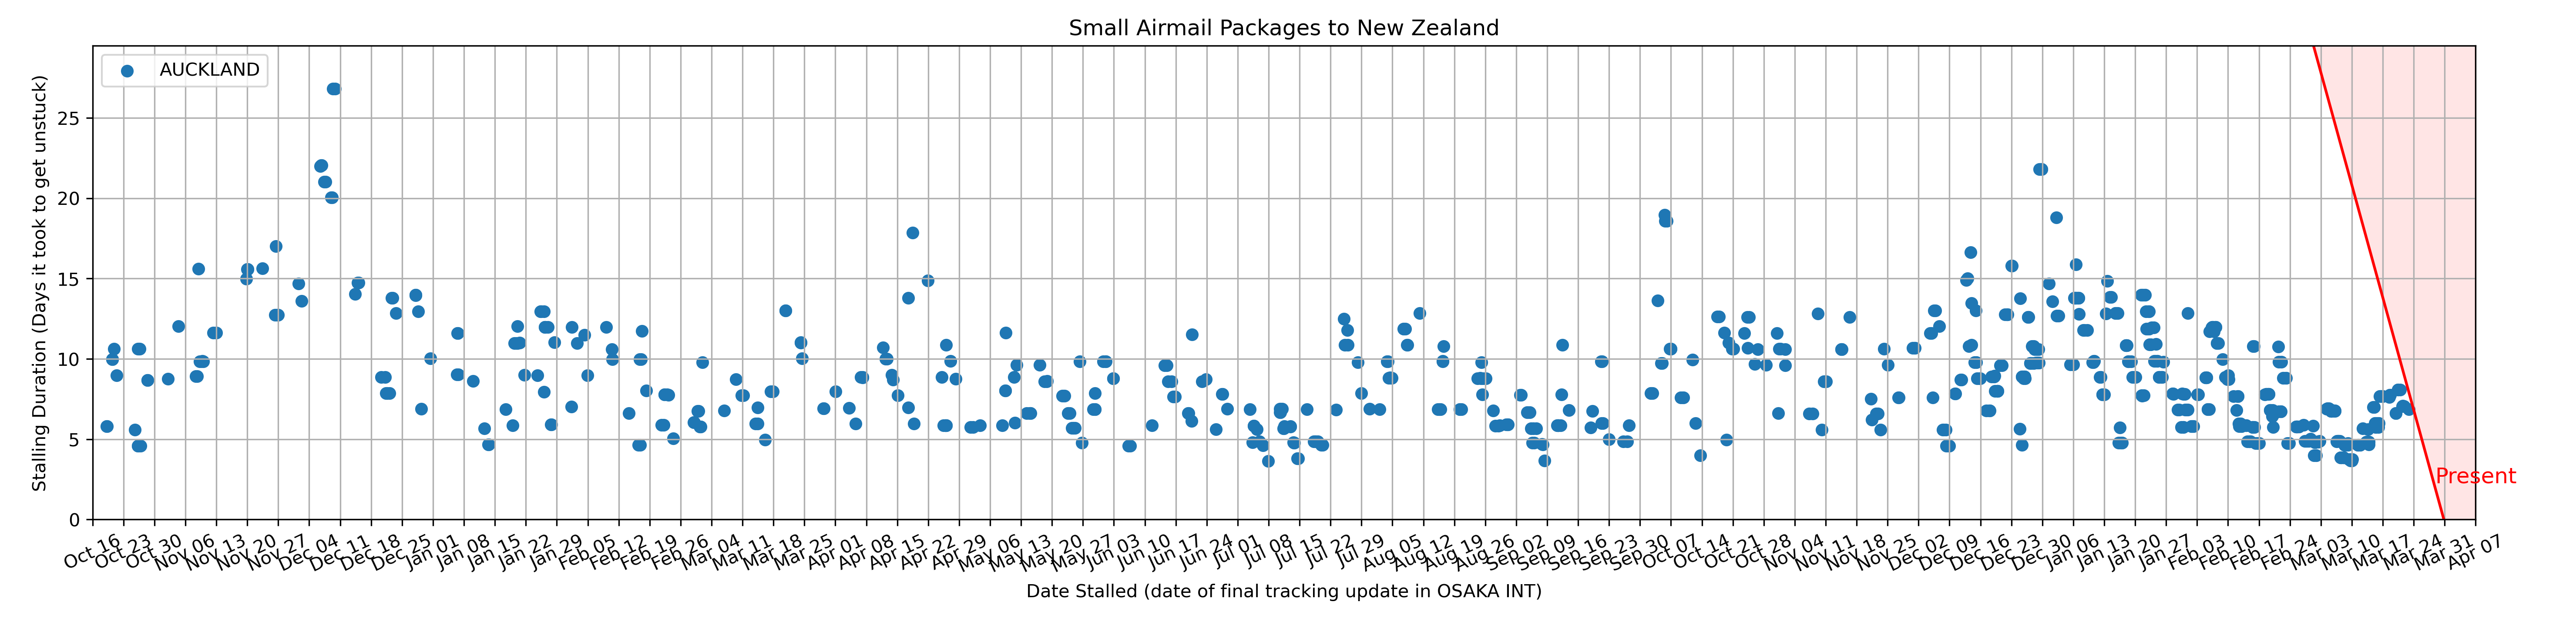 Small Airmail Packages to New Zealand
AUCKLAND
Stalling Duration (Days it took to get unstuck)
25
20
15
10
5
0
Present
Oct 16
Oct 23
Oct 30
Nov 06
Nov 13
Nov 20
Nov 27
Dec 04
Dec 11
Dec 18
Dec 25
Jan 01
Jan 08
Jan 15
Jan 22
Jan 29
Feb 05
Feb 12
Feb 19
Feb 26
Mar 04
Mar 11
Mar 18
Mar 25
Apr 01
Apr 08
Apr 15
Apr 22
Apr 29
May 06
May 13
May 20
May 27
Jun 03
Jun 10
Jun 17
Jun 24
Jul 01
Jul 08
Jul 15
Jul 22
Jul 29
Aug 05
Aug 12
Aug 19
Aug 26
Sep 02
Sep 09
Sep 16
Sep 23
Sep 30
Oct 07
Oct 14
Oct 21
Oct 28
Nov 04
Nov 11
Nov 18
Nov 25
Dec 02
Dec 09
Dec 16
Dec 23
Dec 30
Jan 06
Jan 13
Jan 20
Jan 27
Feb 03
Feb 10
Feb 17
Feb 24
Mar 03
Mar 10
Mar 17
Mar 24
Mar 31
Apr 07
Date Stalled (date of final tracking update in OSAKA INT)